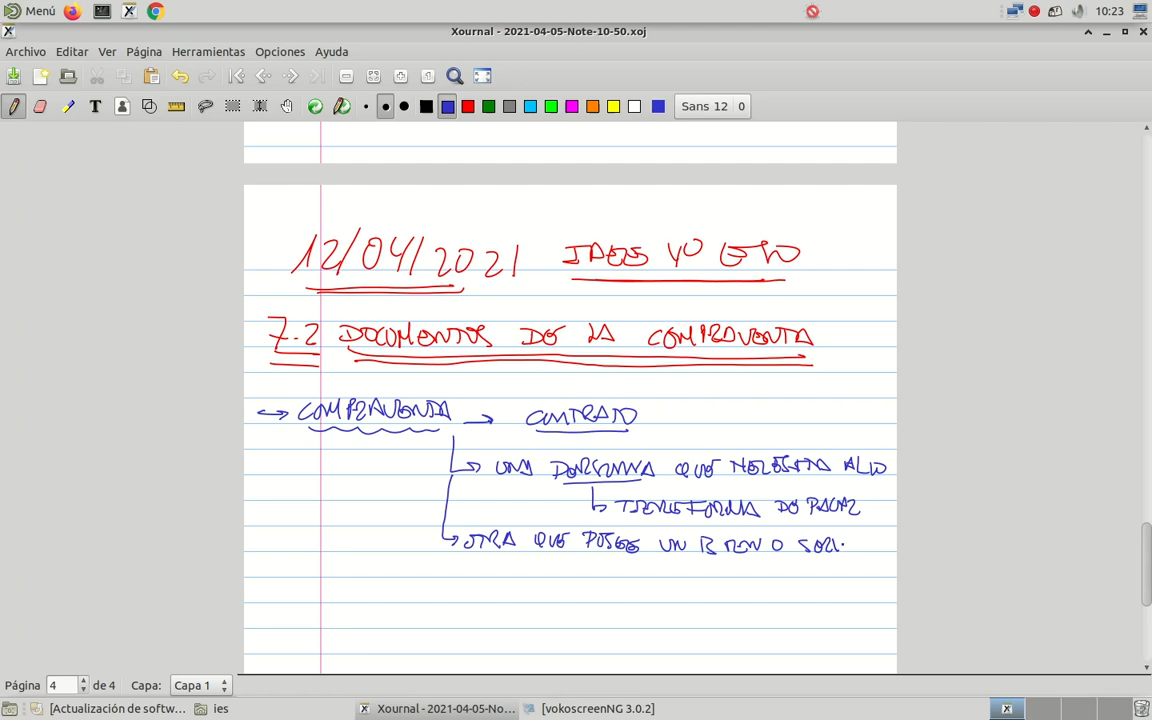 Menú 10:23
Xournal - 2021-04-05-Note-10-50.xoj
Archivo Editar Ver Página Herramientas Opciones Ayuda
Sans 12 0
12/04/2021 IAEE 4º ESO
7.2 DOCUMENTOS DE LA COMPRAVENTA
COMPRAVENTA → CONTRATO
UNA PERSONA QUE NECESITA ALGO
TIENE FORMA DE PAGAR
OTRA QUE POSEE UN BIEN O SERV.
Página 4 de 4 Capa: Capa 1
[Actualización de softw... ies Xournal - 2021-04-05-No... [vokoscreenNG 3.0.2]